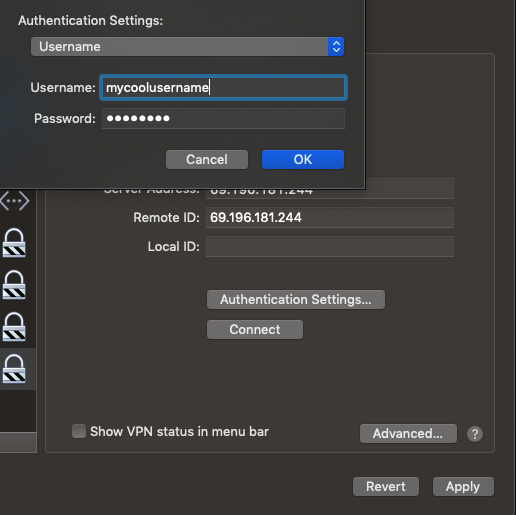 Authentication Settings:
Username
Username: mycoolusername
Password: ••••••••
Server Address: 69.196.181.244
Remote ID: 69.196.181.244
Local ID:
Authentication Settings...
Connect
Show VPN status in menu bar
Advanced... ?
Revert Apply
Cancel OK